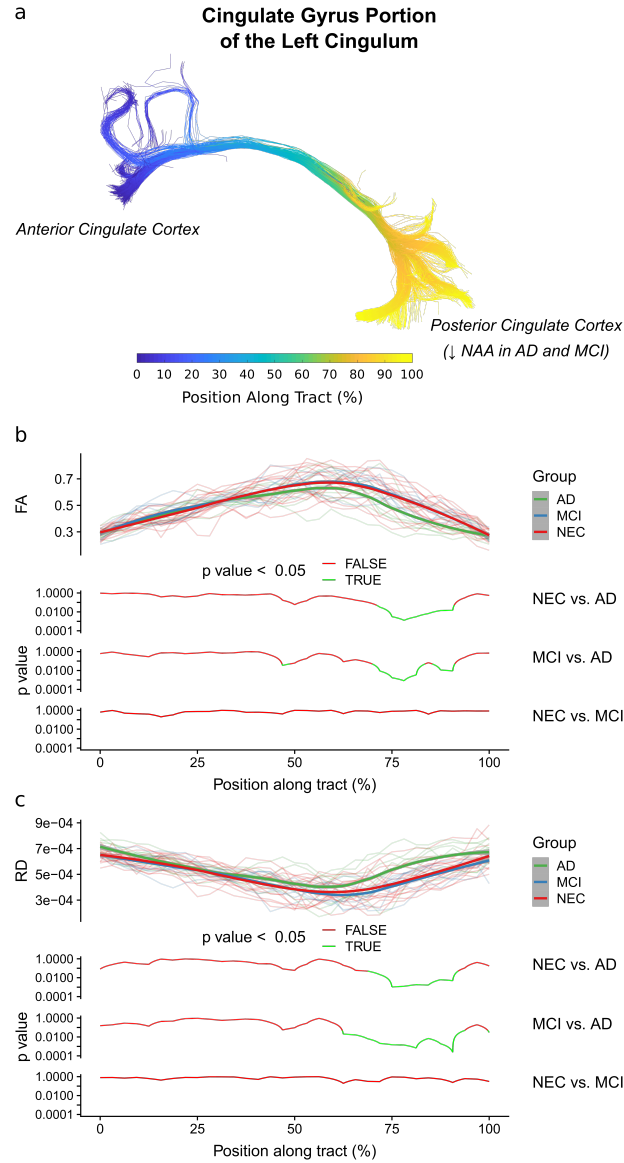 a
Cingulate Gyrus Portion
of the Left Cingulum
Anterior Cingulate Cortex
Posterior Cingulate Cortex
(↓ NAA in AD and MCI)
0 10 20 30 40 50 60 70 80 90 100
Position Along Tract (%)
b
FA
0.7
0.5
0.3
Group
AD
MCI
NEC
p value < 0.05
FALSE
TRUE
p value
1.0000
0.0100
0.0001
NEC vs. AD
1.0000
0.0100
0.0001
MCI vs. AD
1.0000
0.0100
0.0001
NEC vs. MCI
0 25 50 75 100
Position along tract (%)
c
RD
9e−04
7e−04
5e−04
3e−04
Group
AD
MCI
NEC
p value < 0.05
FALSE
TRUE
p value
1.0000
0.0100
0.0001
NEC vs. AD
1.0000
0.0100
0.0001
MCI vs. AD
1.0000
0.0100
0.0001
NEC vs. MCI
0 25 50 75 100
Position along tract (%)